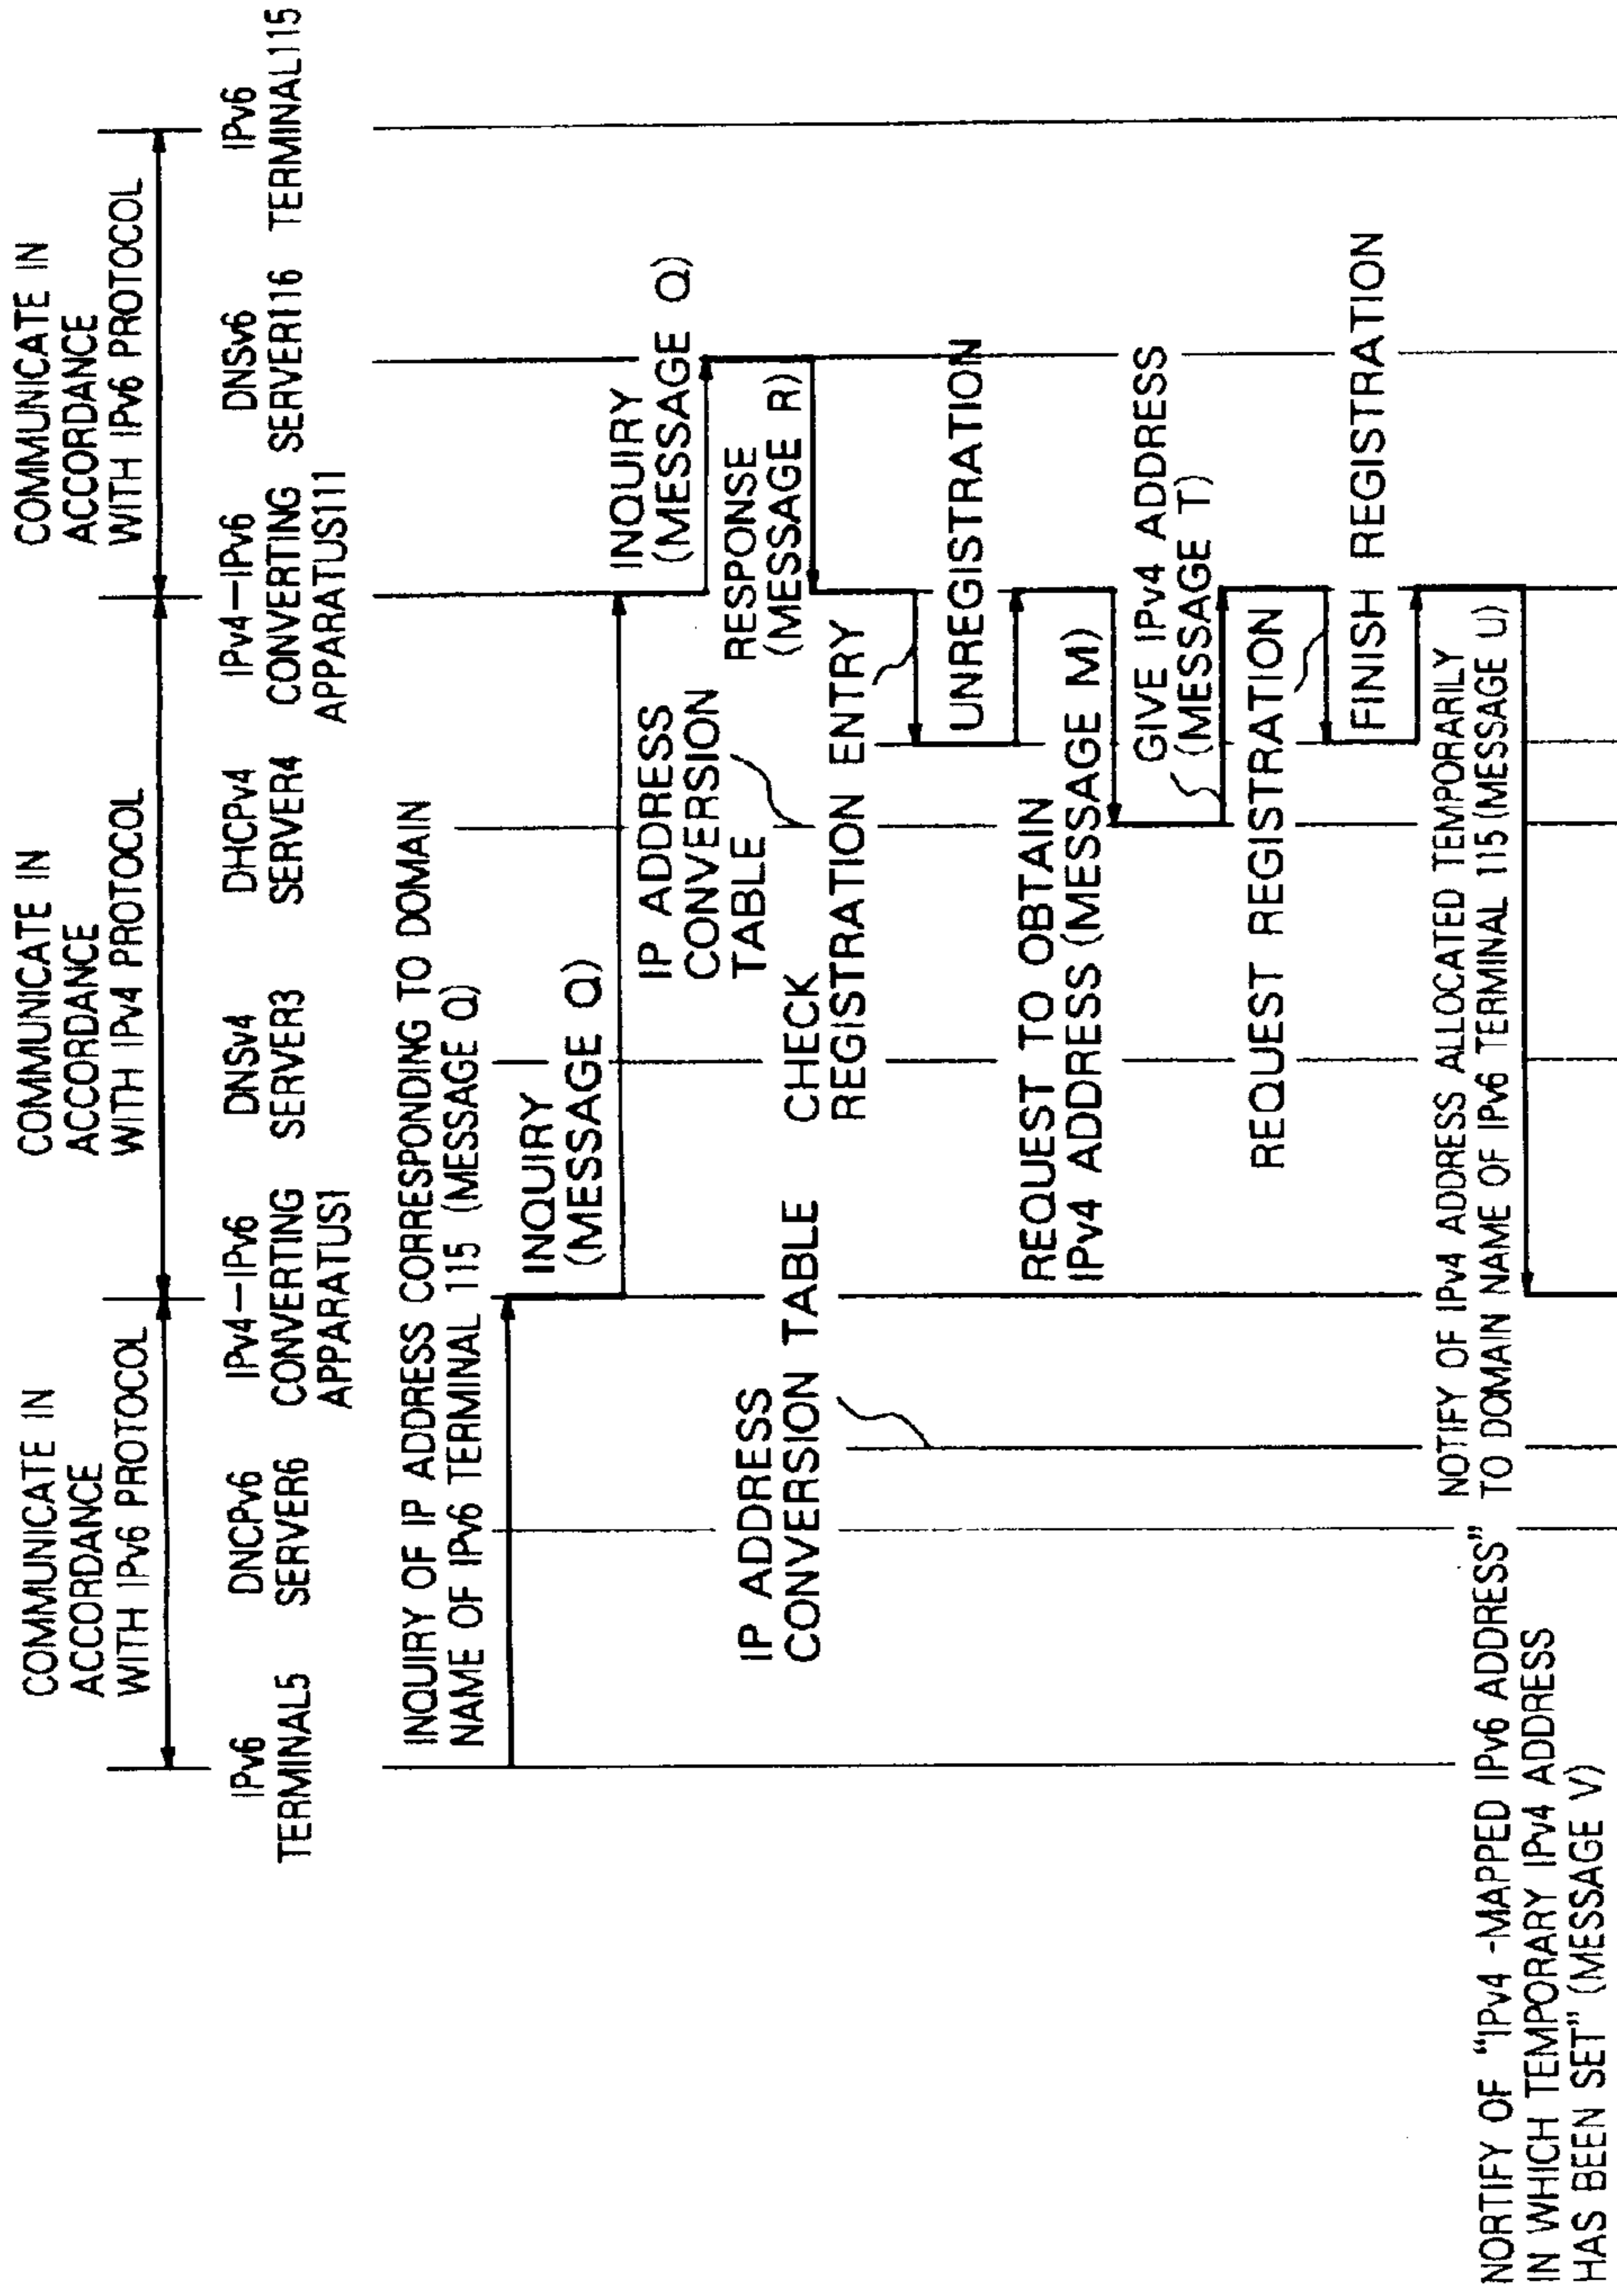 COMMUNICATE IN
ACCORDANCE
WITH IPv6 PROTOCOL
COMMUNICATE IN
ACCORDANCE
WITH IPv4 PROTOCOL
COMMUNICATE IN
ACCORDANCE
WITH IPv6 PROTOCOL
IPv6
TERMINAL5
DNCPv6
SERVER6
IPv4-IPv6
CONVERTING
APPARATUS1
DNSv4
SERVER3
DHCPv4
SERVER4
IPv4-IPv6
CONVERTING
APPARATUS111
DNSv6
SERVER116
IPv6
TERMINAL115
INQUIRY OF IP ADDRESS CORRESPONDING TO DOMAIN
NAME OF IPv6 TERMINAL 115 (MESSAGE Q)
INQUIRY
(MESSAGE Q)
INQUIRY
(MESSAGE Q)
IP ADDRESS
CONVERSION
TABLE
RESPONSE
(MESSAGE R)
IP ADDRESS
CONVERSION TABLE
CHECK
REGISTRATION ENTRY
UNREGISTRATION
REQUEST TO OBTAIN
IPv4 ADDRESS (MESSAGE M)
GIVE IPv4 ADDRESS
(MESSAGE T)
REQUEST REGISTRATION
FINISH REGISTRATION
NOTIFY OF IPv4 ADDRESS ALLOCATED TEMPORARILY
TO DOMAIN NAME OF IPv6 TERMINAL 115 (MESSAGE U)
NORTIFY OF "IPv4 -MAPPED IPv6 ADDRESS"
IN WHICH TEMPORARY IPv4 ADDRESS
HAS BEEN SET" (MESSAGE V)